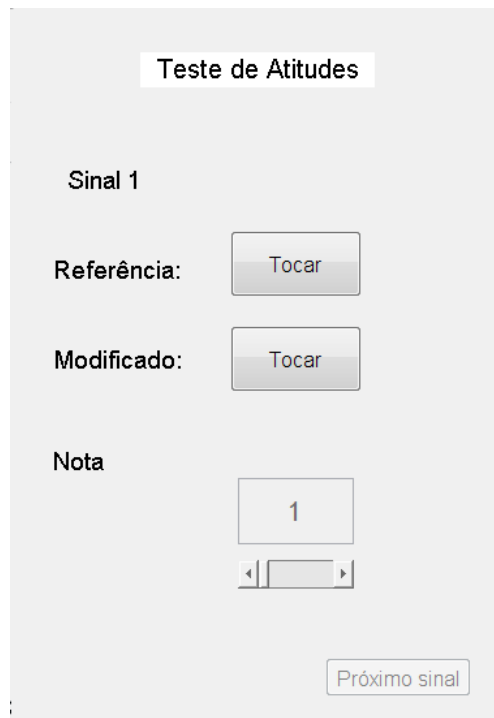 Teste de Atitudes
Sinal 1
Referência: Tocar
Modificado: Tocar
Nota
1
Próximo sinal